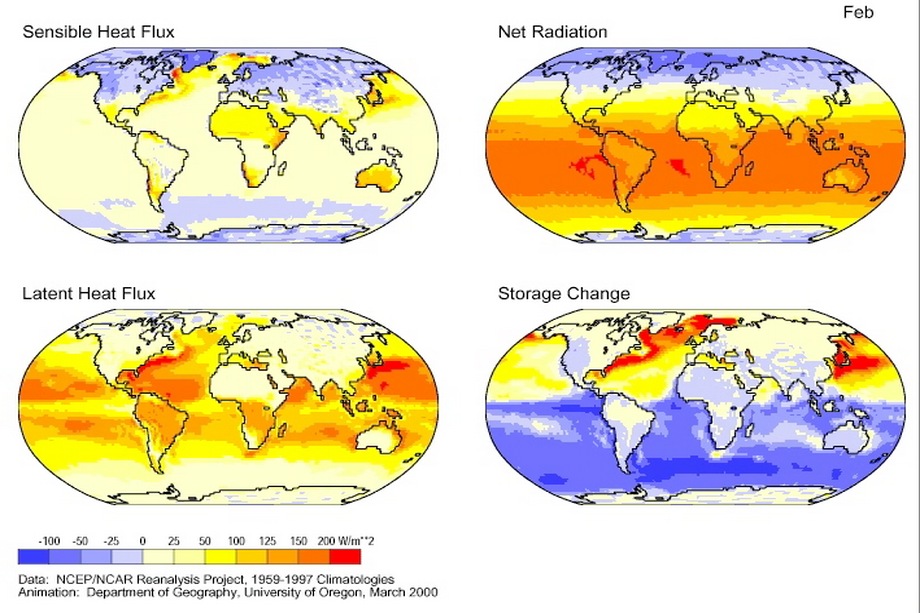 Feb
Sensible Heat Flux
Net Radiation
Latent Heat Flux
Storage Change
-100 -50 -25 0 25 50 100 125 150 200 W/m**2
Data: NCEP/NCAR Reanalysis Project, 1959-1997 Climatologies
Animation: Department of Geography, University of Oregon, March 2000